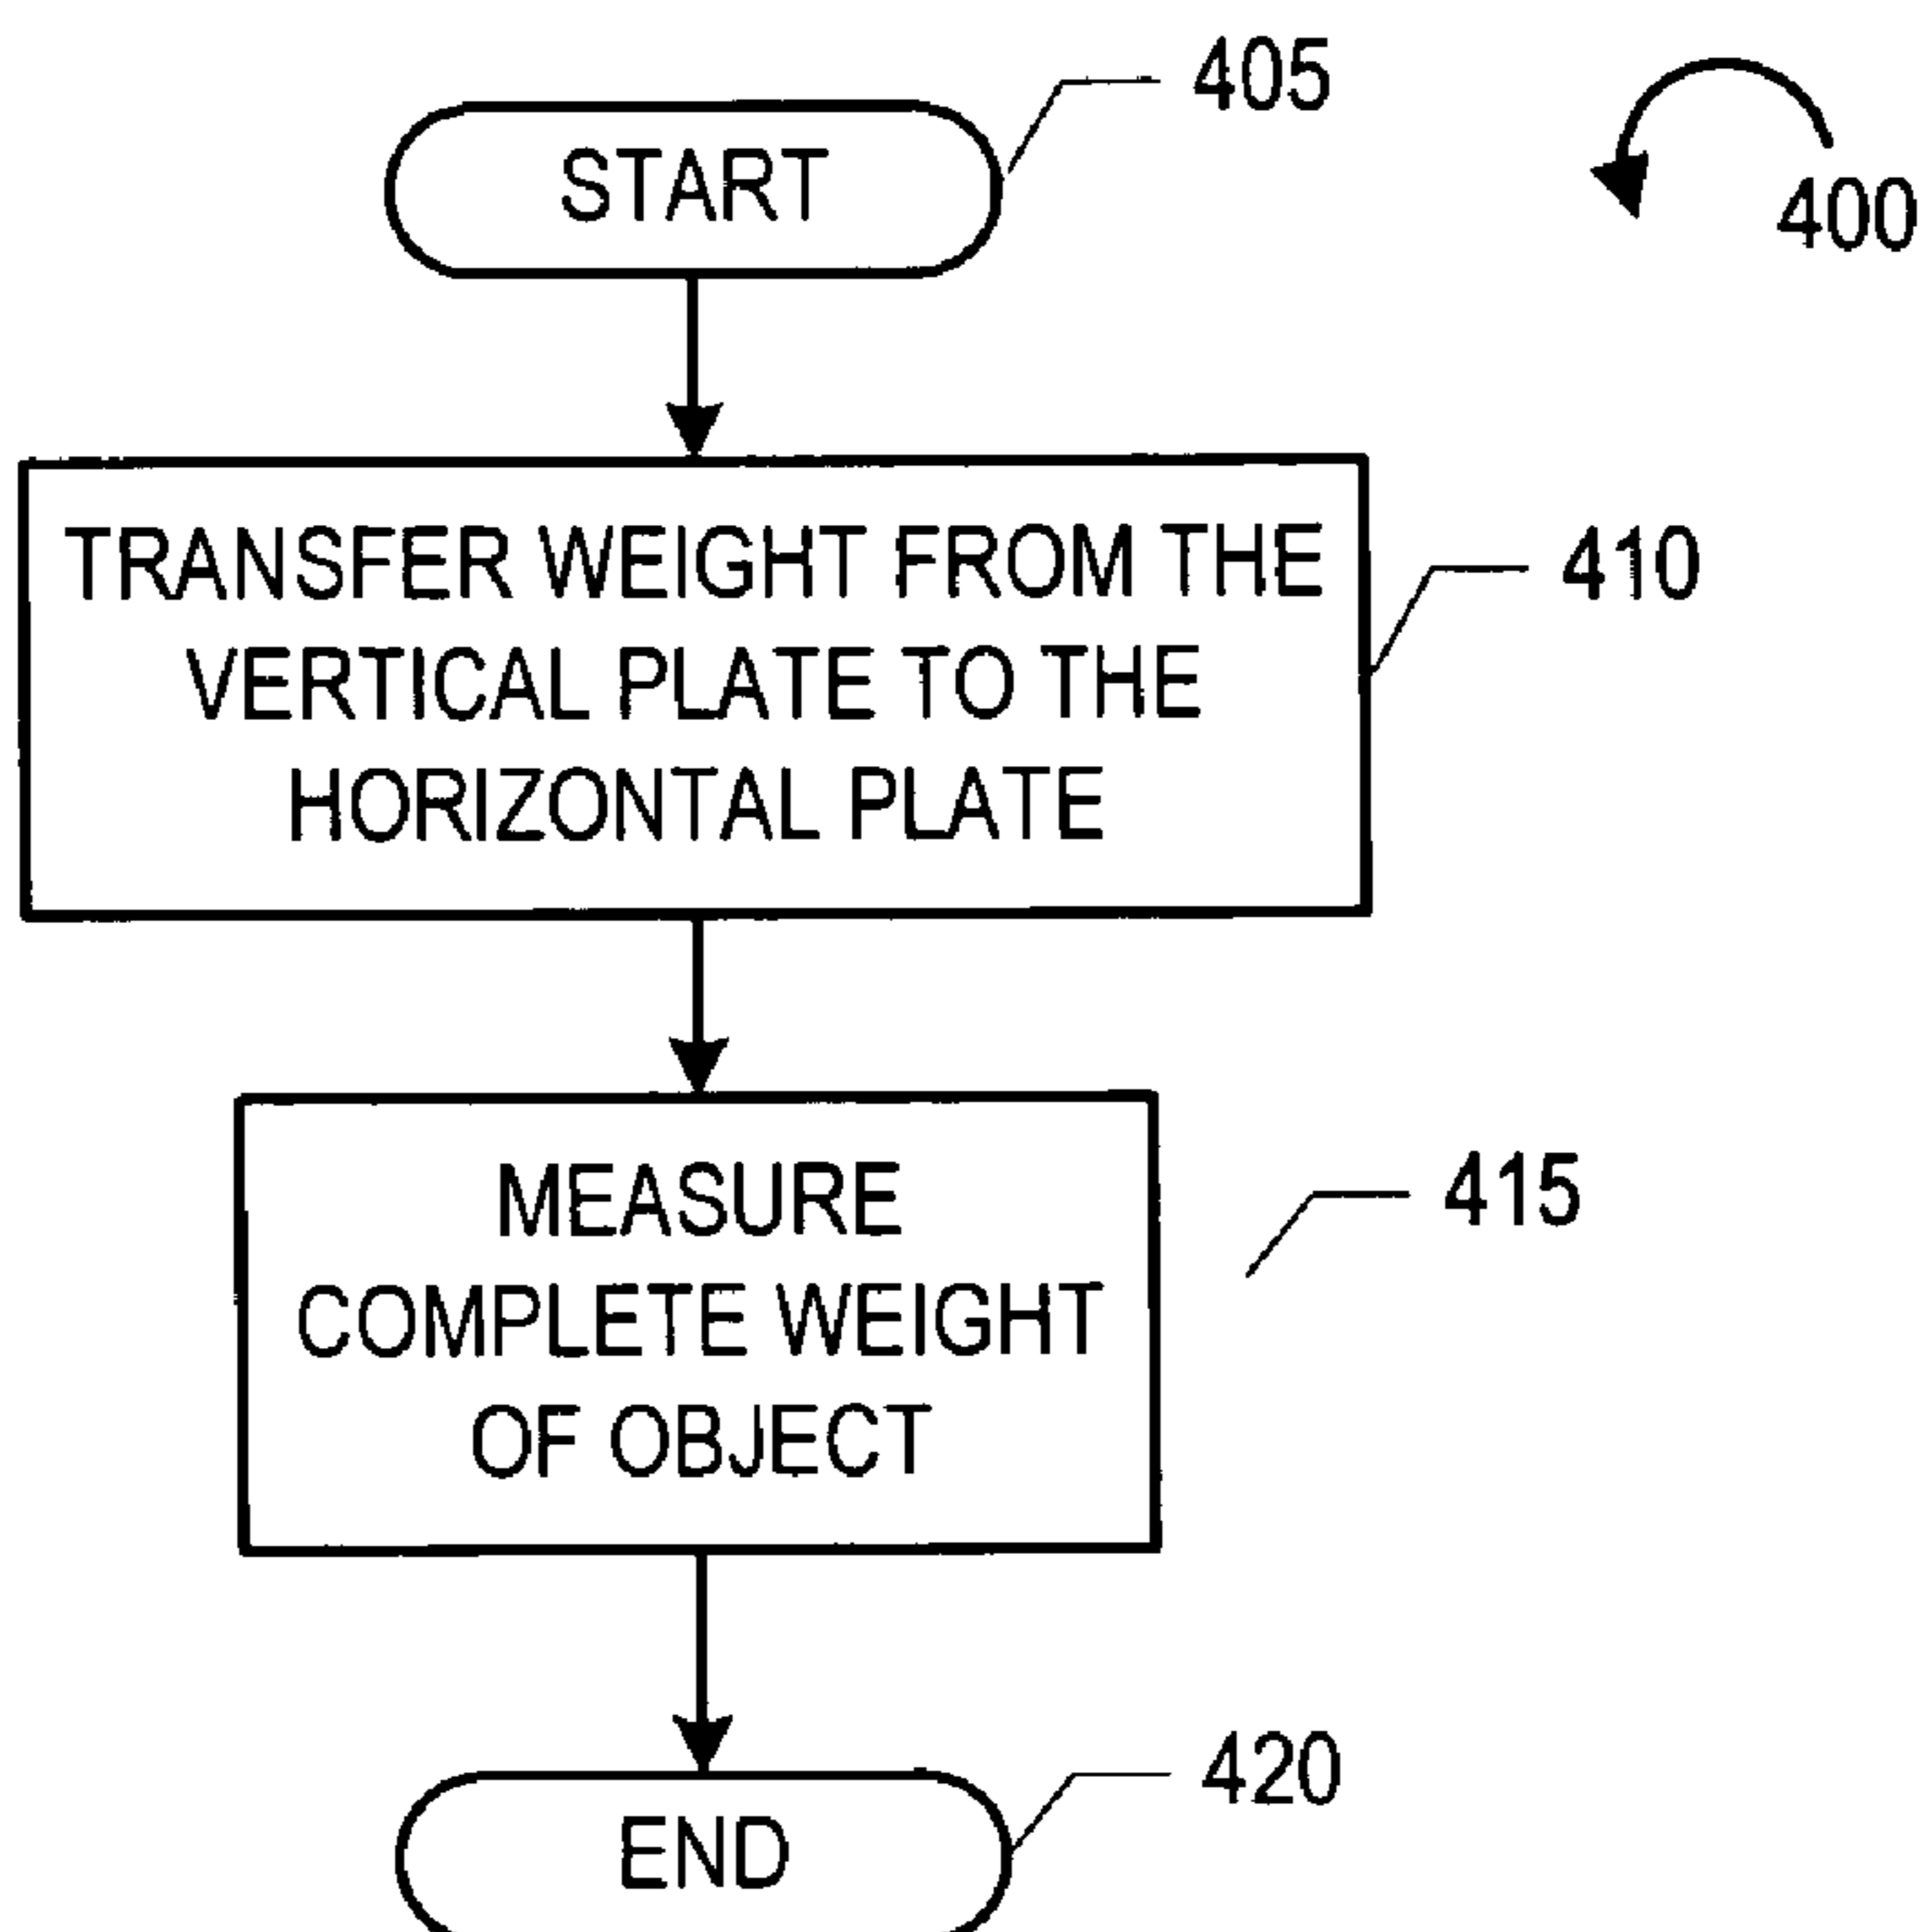 405
START
400
TRANSFER WEIGHT FROM THE
VERTICAL PLATE TO THE
HORIZONTAL PLATE
410
MEASURE
COMPLETE WEIGHT
OF OBJECT
415
420
END